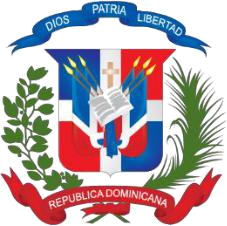 DIOS PATRIA LIBERTAD
REPUBLICA DOMINICANA